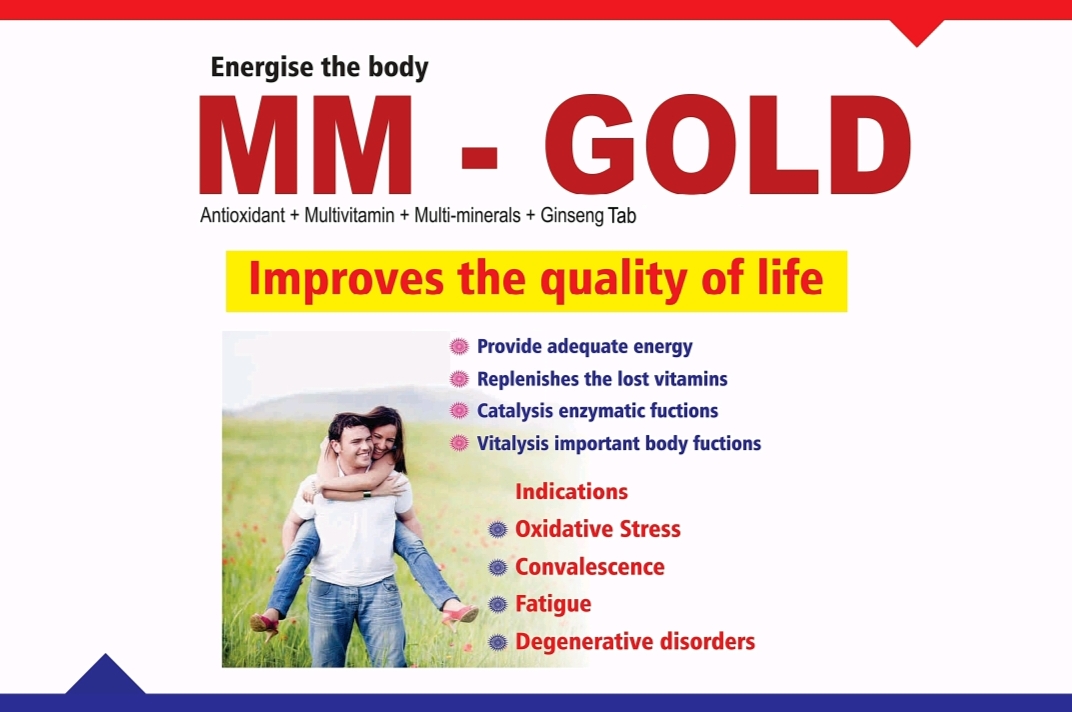 Energise the body
MM - GOLD
Antioxidant + Multivitamin + Multi-minerals + Ginseng Tab
Improves the quality of life
Provide adequate energy
Replenishes the lost vitamins
Catalysis enzymatic fuctions
Vitalysis important body fuctions
Indications
Oxidative Stress
Convalescence
Fatigue
Degenerative disorders